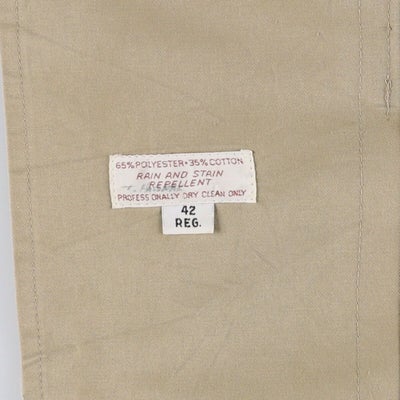 65% POLYESTER • 35% COTTON
RAIN AND STAIN
REPELLENT
PROFESSIONALLY DRY CLEAN ONLY
42
REG.